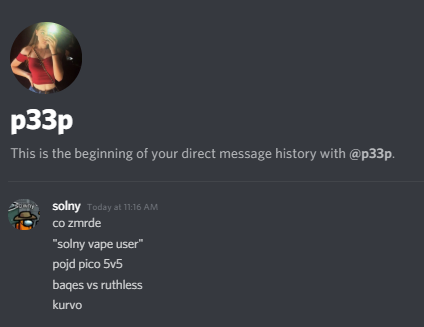 p33p
This is the beginning of your direct message history with @p33p.
solny Today at 11:16 AM
co zmrde
"solny vape user"
pojd pico 5v5
baqes vs ruthless
kurvo